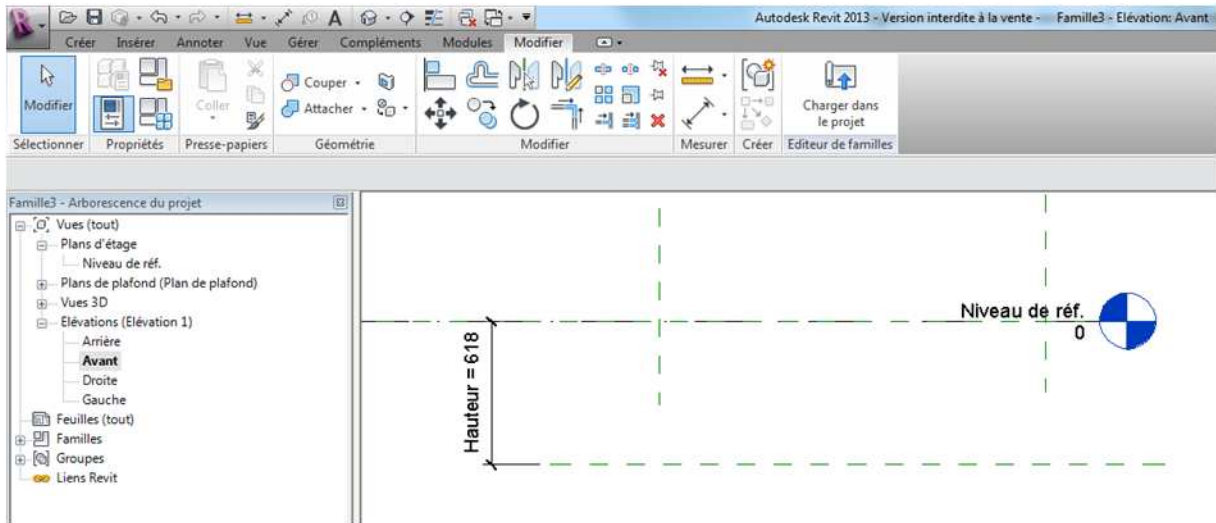 Autodesk Revit 2013 - Version interdite à la vente - Famille3 - Elévation: Avant
Créer Insérer Annoter Vue Gérer Compléments Modules Modifier
Modifier
Coller
Couper
Attacher
Charger dans
le projet
Sélectionner Propriétés Presse-papiers Géométrie Modifier Mesurer Créer Editeur de familles
Famille3 - Arborescence du projet
Vues (tout)
Plans d'étage
Niveau de réf.
Plans de plafond (Plan de plafond)
Vues 3D
Elévations (Elévation 1)
Arrière
Avant
Droite
Gauche
Feuilles (tout)
Familles
Groupes
Liens Revit
Niveau de réf.
0
Hauteur = 618